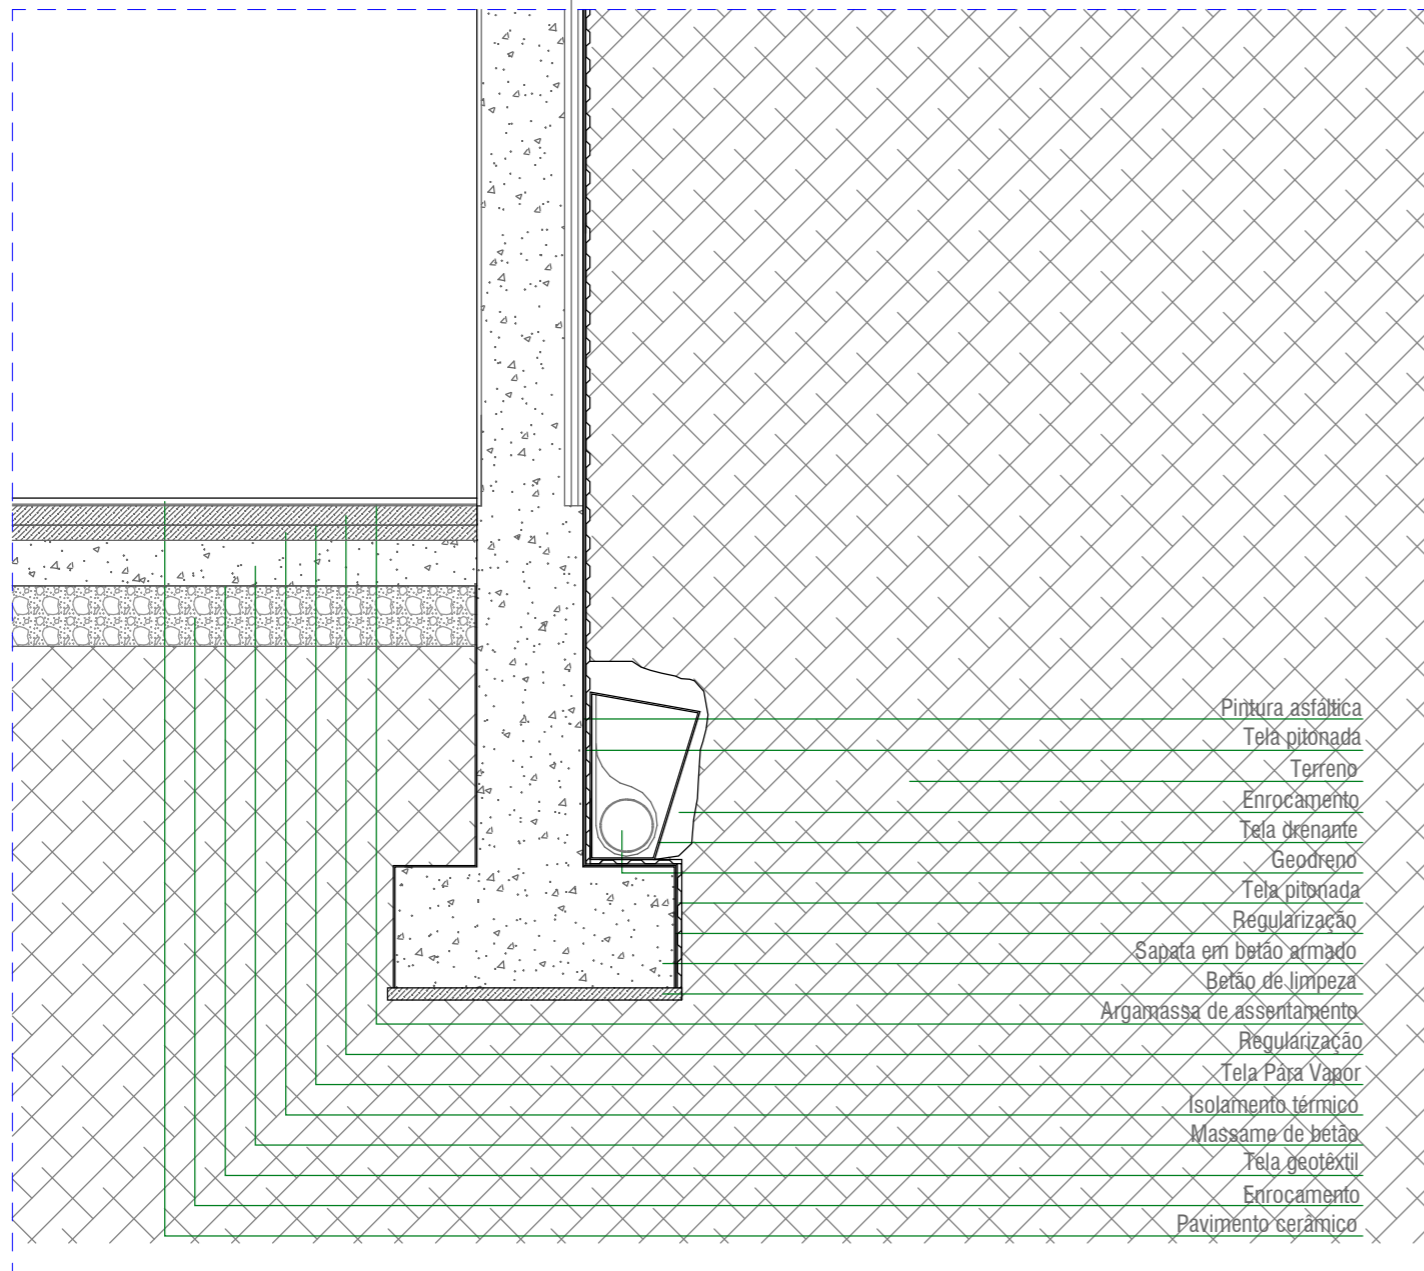 Pintura asfáltica
Tela pitonada
Terreno
Enrocamento
Tela drenante
Geodreno
Tela pitonada
Regularização
Sapata em betão armado
Betão de limpeza
Argamassa de assentamento
Regularização
Tela Pára Vapor
Isolamento térmico
Massame de betão
Tela geotêxtil
Enrocamento
Pavimento cerâmico